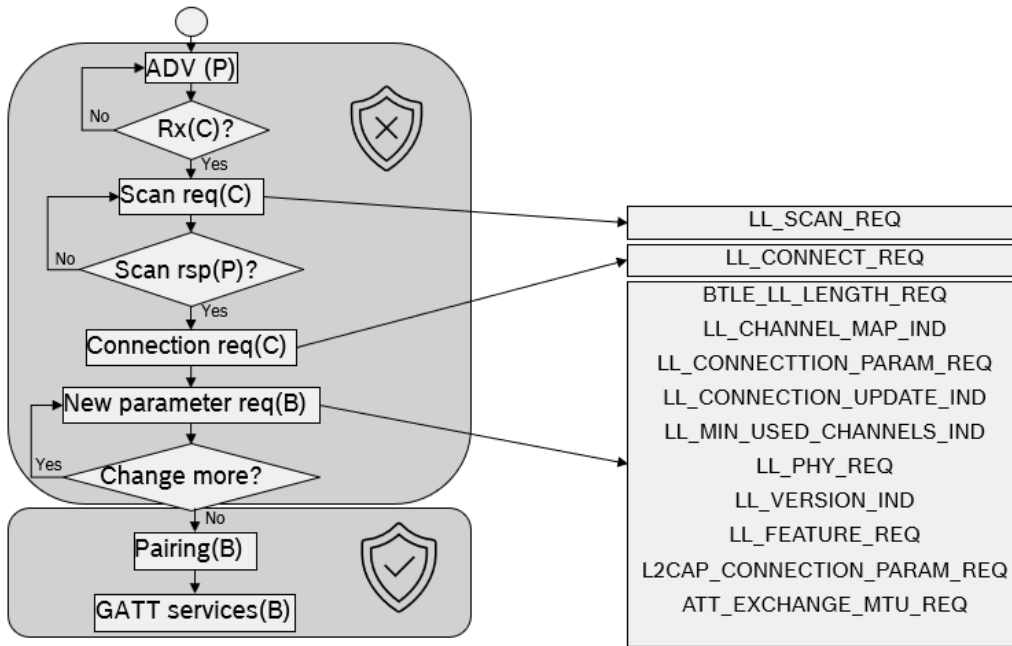 ADV (P)
No
Rx(C)?
Yes
Scan req(C)
No
Scan rsp(P)?
Yes
Connection req(C)
New parameter req(B)
Yes
Change more?
No
Pairing(B)
GATT services(B)
LL_SCAN_REQ
LL_CONNECT_REQ
BTLE_LL_LENGTH_REQ
LL_CHANNEL_MAP_IND
LL_CONNECTTION_PARAM_REQ
LL_CONNECTION_UPDATE_IND
LL_MIN_USED_CHANNELS_IND
LL_PHY_REQ
LL_VERSION_IND
LL_FEATURE_REQ
L2CAP_CONNECTION_PARAM_REQ
ATT_EXCHANGE_MTU_REQ